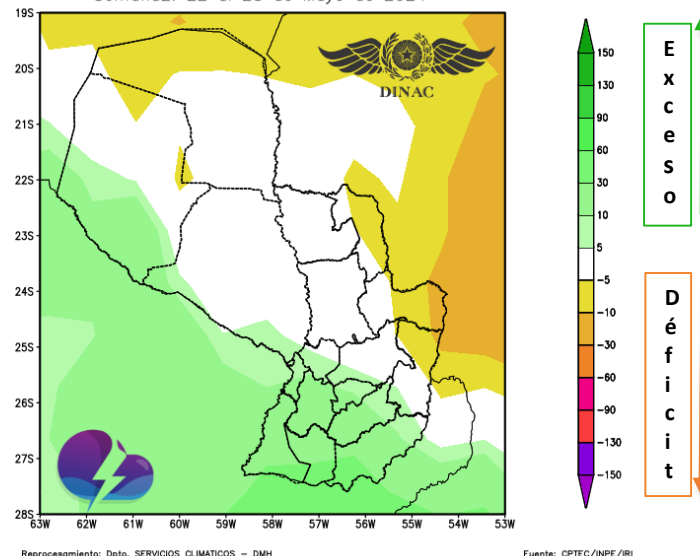 19S
20S
21S
22S
23S
24S
25S
26S
27S
28S
63W 62W 61W 60W 59W 58W 57W 56W 55W 54W 53W
DINAC
150
130
90
60
30
10
5
−5
−10
−30
−60
−90
−130
−150
E
x
c
e
s
o
D
é
f
i
c
i
t
Reprocesamiento: Dpto. SERVICIOS CLIMATICOS − DMH
Fuente: CPTEC/INPE/IRI